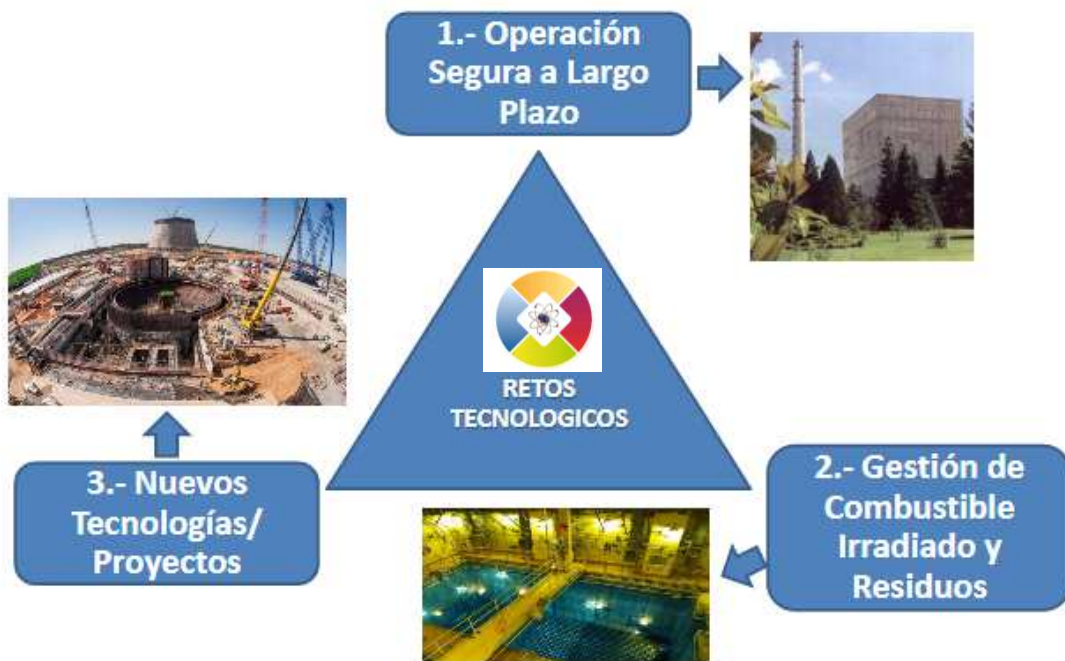 1.- Operación
Segura a Largo
Plazo
RETOS
TECNOLOGICOS
2.- Gestión de
Combustible
Irradiado y
Residuos
3.- Nuevos
Tecnologías/
Proyectos